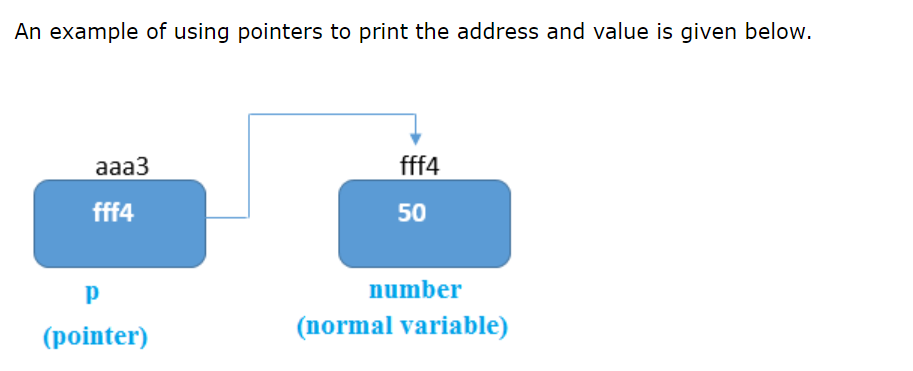 An example of using pointers to print the address and value is given below.
aaa3
fff4
fff4
50
p
number
(pointer)
(normal variable)